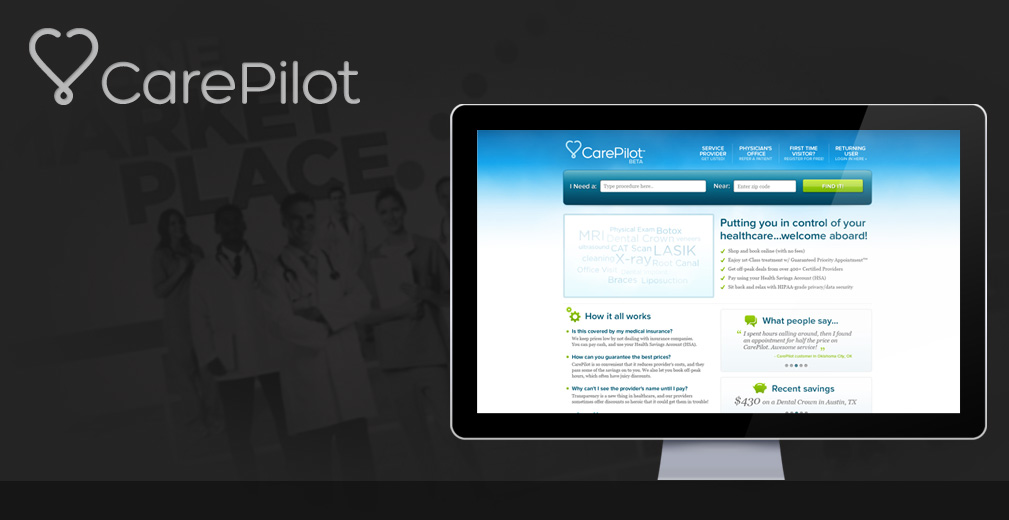 CarePilot
MARKET
PLACE
CarePilot™
BETA
SERVICE
PROVIDER
GET LISTED!
PHYSICIAN'S
OFFICE
REFER A PATIENT
FIRST TIME
VISITOR?
REGISTER FOR FREE!
RETURNING
USER
LOGIN IN HERE >
I Need a:
Type procedure here..
Near:
Enter zip code
FIND IT!
Physical Exam Botox
MRI Dental Crown veneers
ultrasound CAT Scan LASIK
cleaning X-ray Root Canal
Office Visit
Braces Liposuction
Putting you in control of your
healthcare...welcome aboard!
Shop and book online (with no fees)
Enjoy 1st-Class treatment w/ Guaranteed Priority Appointment™
Get off-peak deals from over 400+ Certified Providers
Pay using your Health Savings Account (HSA)
Sit back and relax with HIPAA-grade privacy/data security
How it all works
Is this covered by my medical insurance?
We keep prices low by not dealing with insurance companies.
You can pay cash, and use your Health Savings Account (HSA).
How can you guarantee the best prices?
CarePilot is so convenient that it reduces provider's costs, and they
pass some of the savings on to you. We also let you book off-peak
hours, which often have juicy discounts.
Why can't I see the provider's name until I pay?
Transparency is a new thing in healthcare, and our providers
sometimes offer discounts so heroic that it could get them in trouble!
What people say...
“ I spent hours calling around, then I found
an appointment for half the price on
CarePilot. Awesome service! ”
- CarePilot customer in Oklahoma City, OK
Recent savings
$430 on a Dental Crown in Austin, TX